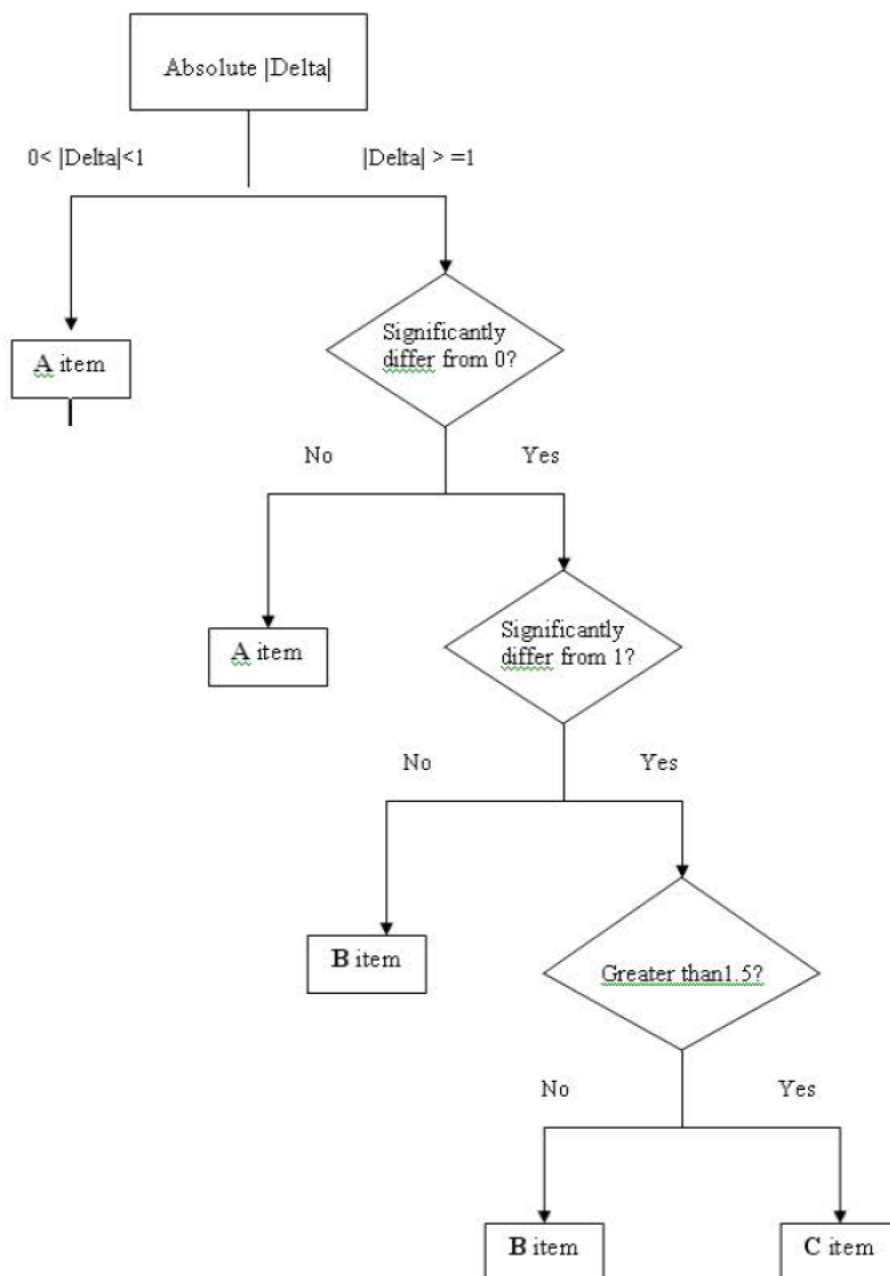 Absolute |Delta|
0< |Delta|<1
|Delta| > =1
Significantly
differ from 0?
A item
No
Yes
Significantly
differ from 1?
A item
No
Yes
B item
Greater than1.5?
No
Yes
B item
C item